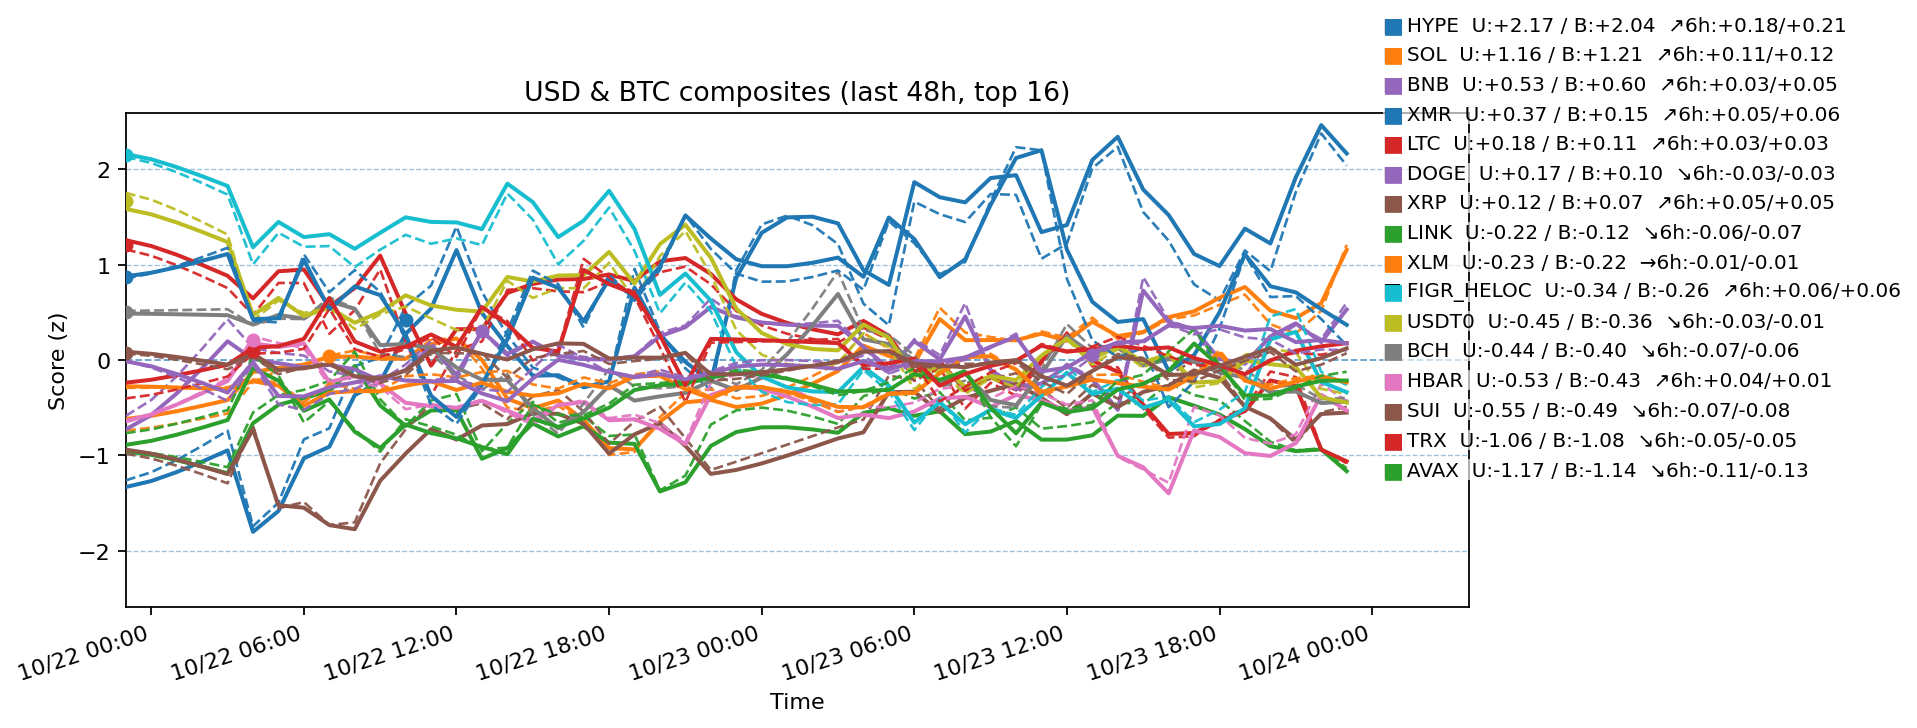 HYPE  U:+2.17 / B:+2.04  ↗6h:+0.18/+0.21
SOL  U:+1.16 / B:+1.21  ↗6h:+0.11/+0.12
BNB  U:+0.53 / B:+0.60  ↗6h:+0.03/+0.05
XMR  U:+0.37 / B:+0.15  ↗6h:+0.05/+0.06
LTC  U:+0.18 / B:+0.11  ↗6h:+0.03/+0.03
DOGE  U:+0.17 / B:+0.10  ↘6h:-0.03/-0.03
XRP  U:+0.12 / B:+0.07  ↗6h:+0.05/+0.05
LINK  U:-0.22 / B:-0.12  ↘6h:-0.06/-0.07
XLM  U:-0.23 / B:-0.22  →6h:-0.01/-0.01
FIGR_HELOC  U:-0.34 / B:-0.26  ↗6h:+0.06/+0.06
USDT0  U:-0.45 / B:-0.36  ↘6h:-0.03/-0.01
BCH  U:-0.44 / B:-0.40  ↘6h:-0.07/-0.06
HBAR  U:-0.53 / B:-0.43  ↗6h:+0.04/+0.01
SUI  U:-0.55 / B:-0.49  ↘6h:-0.07/-0.08
TRX  U:-1.06 / B:-1.08  ↘6h:-0.05/-0.05
AVAX  U:-1.17 / B:-1.14  ↘6h:-0.11/-0.13
USD & BTC composites (last 48h, top 16)
Score (z)
2
1
0
−1
−2
10/22 00:00
10/22 06:00
10/22 12:00
10/22 18:00
10/23 00:00
10/23 06:00
10/23 12:00
10/23 18:00
10/24 00:00
Time